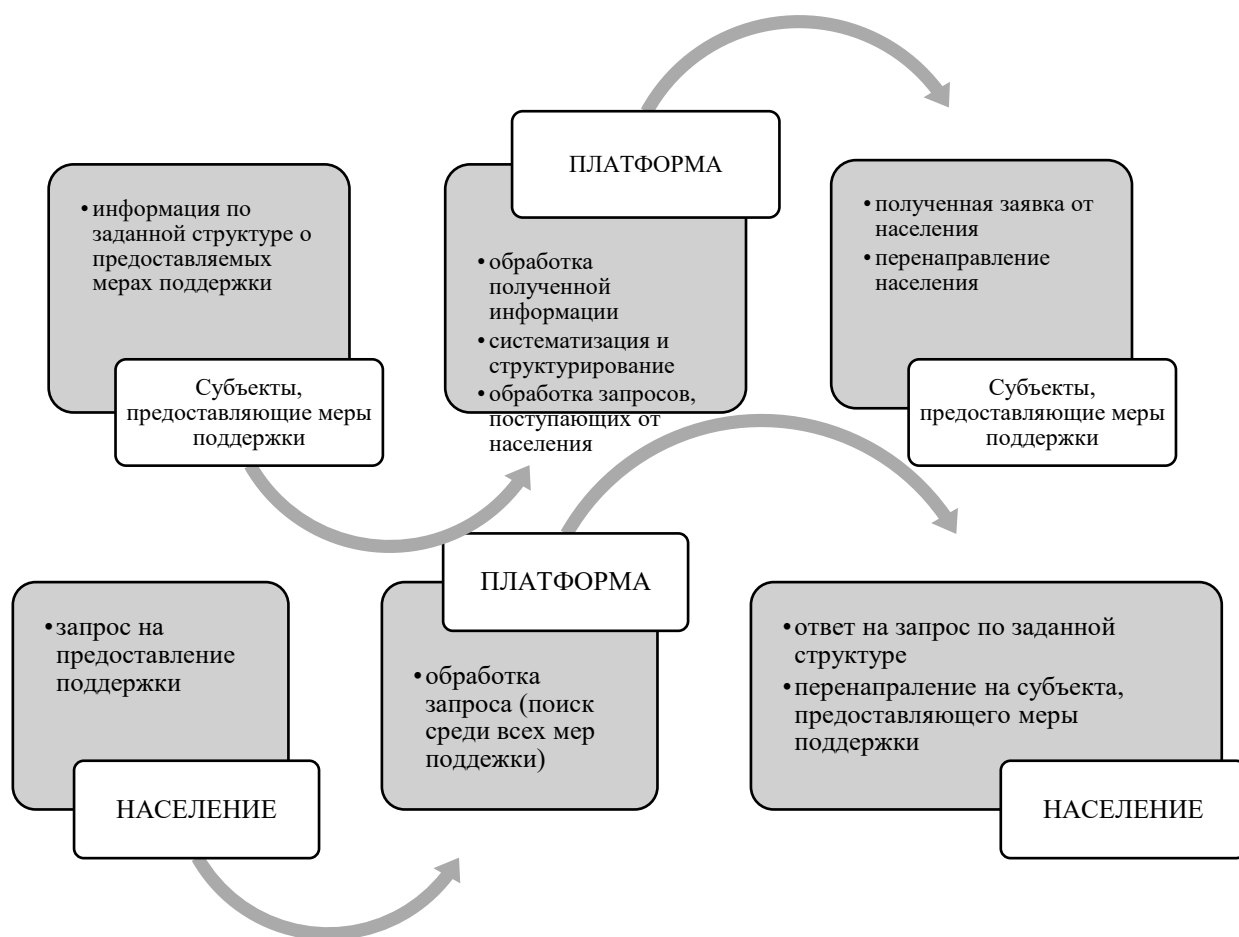 • информация по
заданной структуре о
предоставляемых
мерах поддержки
Субъекты,
предоставляющие меры
поддержки
ПЛАТФОРМА
• обработка
полученной
информации
• систематизация и
структурирование
• обработка запросов,
поступающих от
населения
• полученная заявка от
населения
• перенаправление
населения
Субъекты,
предоставляющие меры
поддержки
• запрос на
предоставление
поддержки
НАСЕЛЕНИЕ
ПЛАТФОРМА
• обработка
запроса (поиск
среди всех мер
поддежки)
• ответ на запрос по заданной
структуре
• перенапраление на субъекта,
предоставляющего меры
поддержки
НАСЕЛЕНИЕ